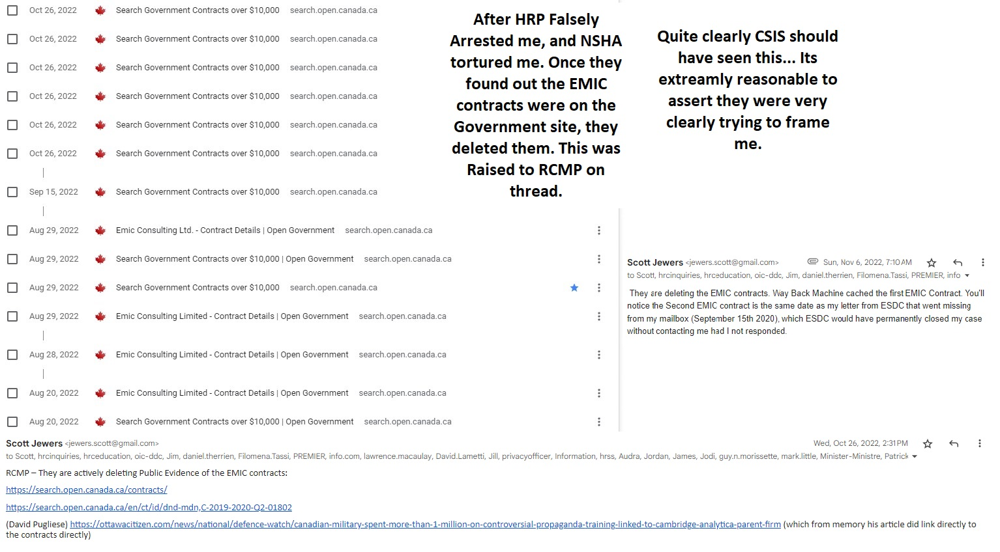 Oct 26, 2022 Search Government Contracts over $10,000 search.open.canada.ca
Oct 26, 2022 Search Government Contracts over $10,000 search.open.canada.ca
Oct 26, 2022 Search Government Contracts over $10,000 search.open.canada.ca
Oct 26, 2022 Search Government Contracts over $10,000 search.open.canada.ca
Oct 26, 2022 Search Government Contracts over $10,000 search.open.canada.ca
Oct 26, 2022 Search Government Contracts over $10,000 search.open.canada.ca
Sep 15, 2022 Search Government Contracts over $10,000 search.open.canada.ca
Aug 29, 2022 Emic Consulting Ltd. - Contract Details | Open Government search.open.canada.ca
Aug 29, 2022 Search Government Contracts over $10,000 | Open Government search.open.canada.ca
Aug 29, 2022 Search Government Contracts over $10,000 search.open.canada.ca
Aug 29, 2022 Emic Consulting Limited - Contract Details | Open Government search.open.canada.ca
Aug 28, 2022 Emic Consulting Limited - Contract Details | Open Government search.open.canada.ca
Aug 20, 2022 Emic Consulting Limited - Contract Details | Open Government search.open.canada.ca
Aug 20, 2022 Search Government Contracts over $10,000 | Open Government search.open.canada.ca
After HRP Falsely
Arrested me, and NSHA
tortured me. Once they
found out the EMIC
contracts were on the
Government site, they
deleted them. This was
Raised to RCMP on
thread.
Quite clearly CSIS should
have seen this... Its
extreamly reasonable to
assert they were very
clearly trying to frame
me.
Scott Jewers <jewers.scott@gmail.com> Sun, Nov 6, 2022, 7:10 AM
to Scott, hrcinquiries, hrceducation, oic-ddc, Jim, daniel.therrien, Filomena.Tassi, PREMIER, info
They are deleting the EMIC contracts. Way Back Machine cached the first EMIC Contract. You'll
notice the Second EMIC contract is the same date as my letter from ESDC that went missing
from my mailbox (September 15th 2020), which ESDC would have permanently closed my case
without contacting me had I not responded.
Scott Jewers <jewers.scott@gmail.com> Wed, Oct 26, 2022, 2:31 PM
to Scott, hrcinquiries, hrceducation, oic-ddc, Jim, daniel.therrien, Filomena.Tassi, PREMIER, info.com, lawrence.macaulay, David.Lametti, Jill, privacyofficer, Information, hrss, Audra, Jordan, James, Jodi, guy.n.morissette, mark.little, Minister-Ministre, Patrick
RCMP – They are actively deleting Public Evidence of the EMIC contracts:
https://search.open.canada.ca/contracts/
https://search.open.canada.ca/en/ct/id/dnd-mdn,C-2019-2020-Q2-01802
(David Pugliese) https://ottawacitizen.com/news/national/defence-watch/canadian-military-spent-more-than-1-million-on-controversial-propaganda-training-linked-to-cambridge-analytica-parent-firm (which from memory his article did link directly to
the contracts directly)